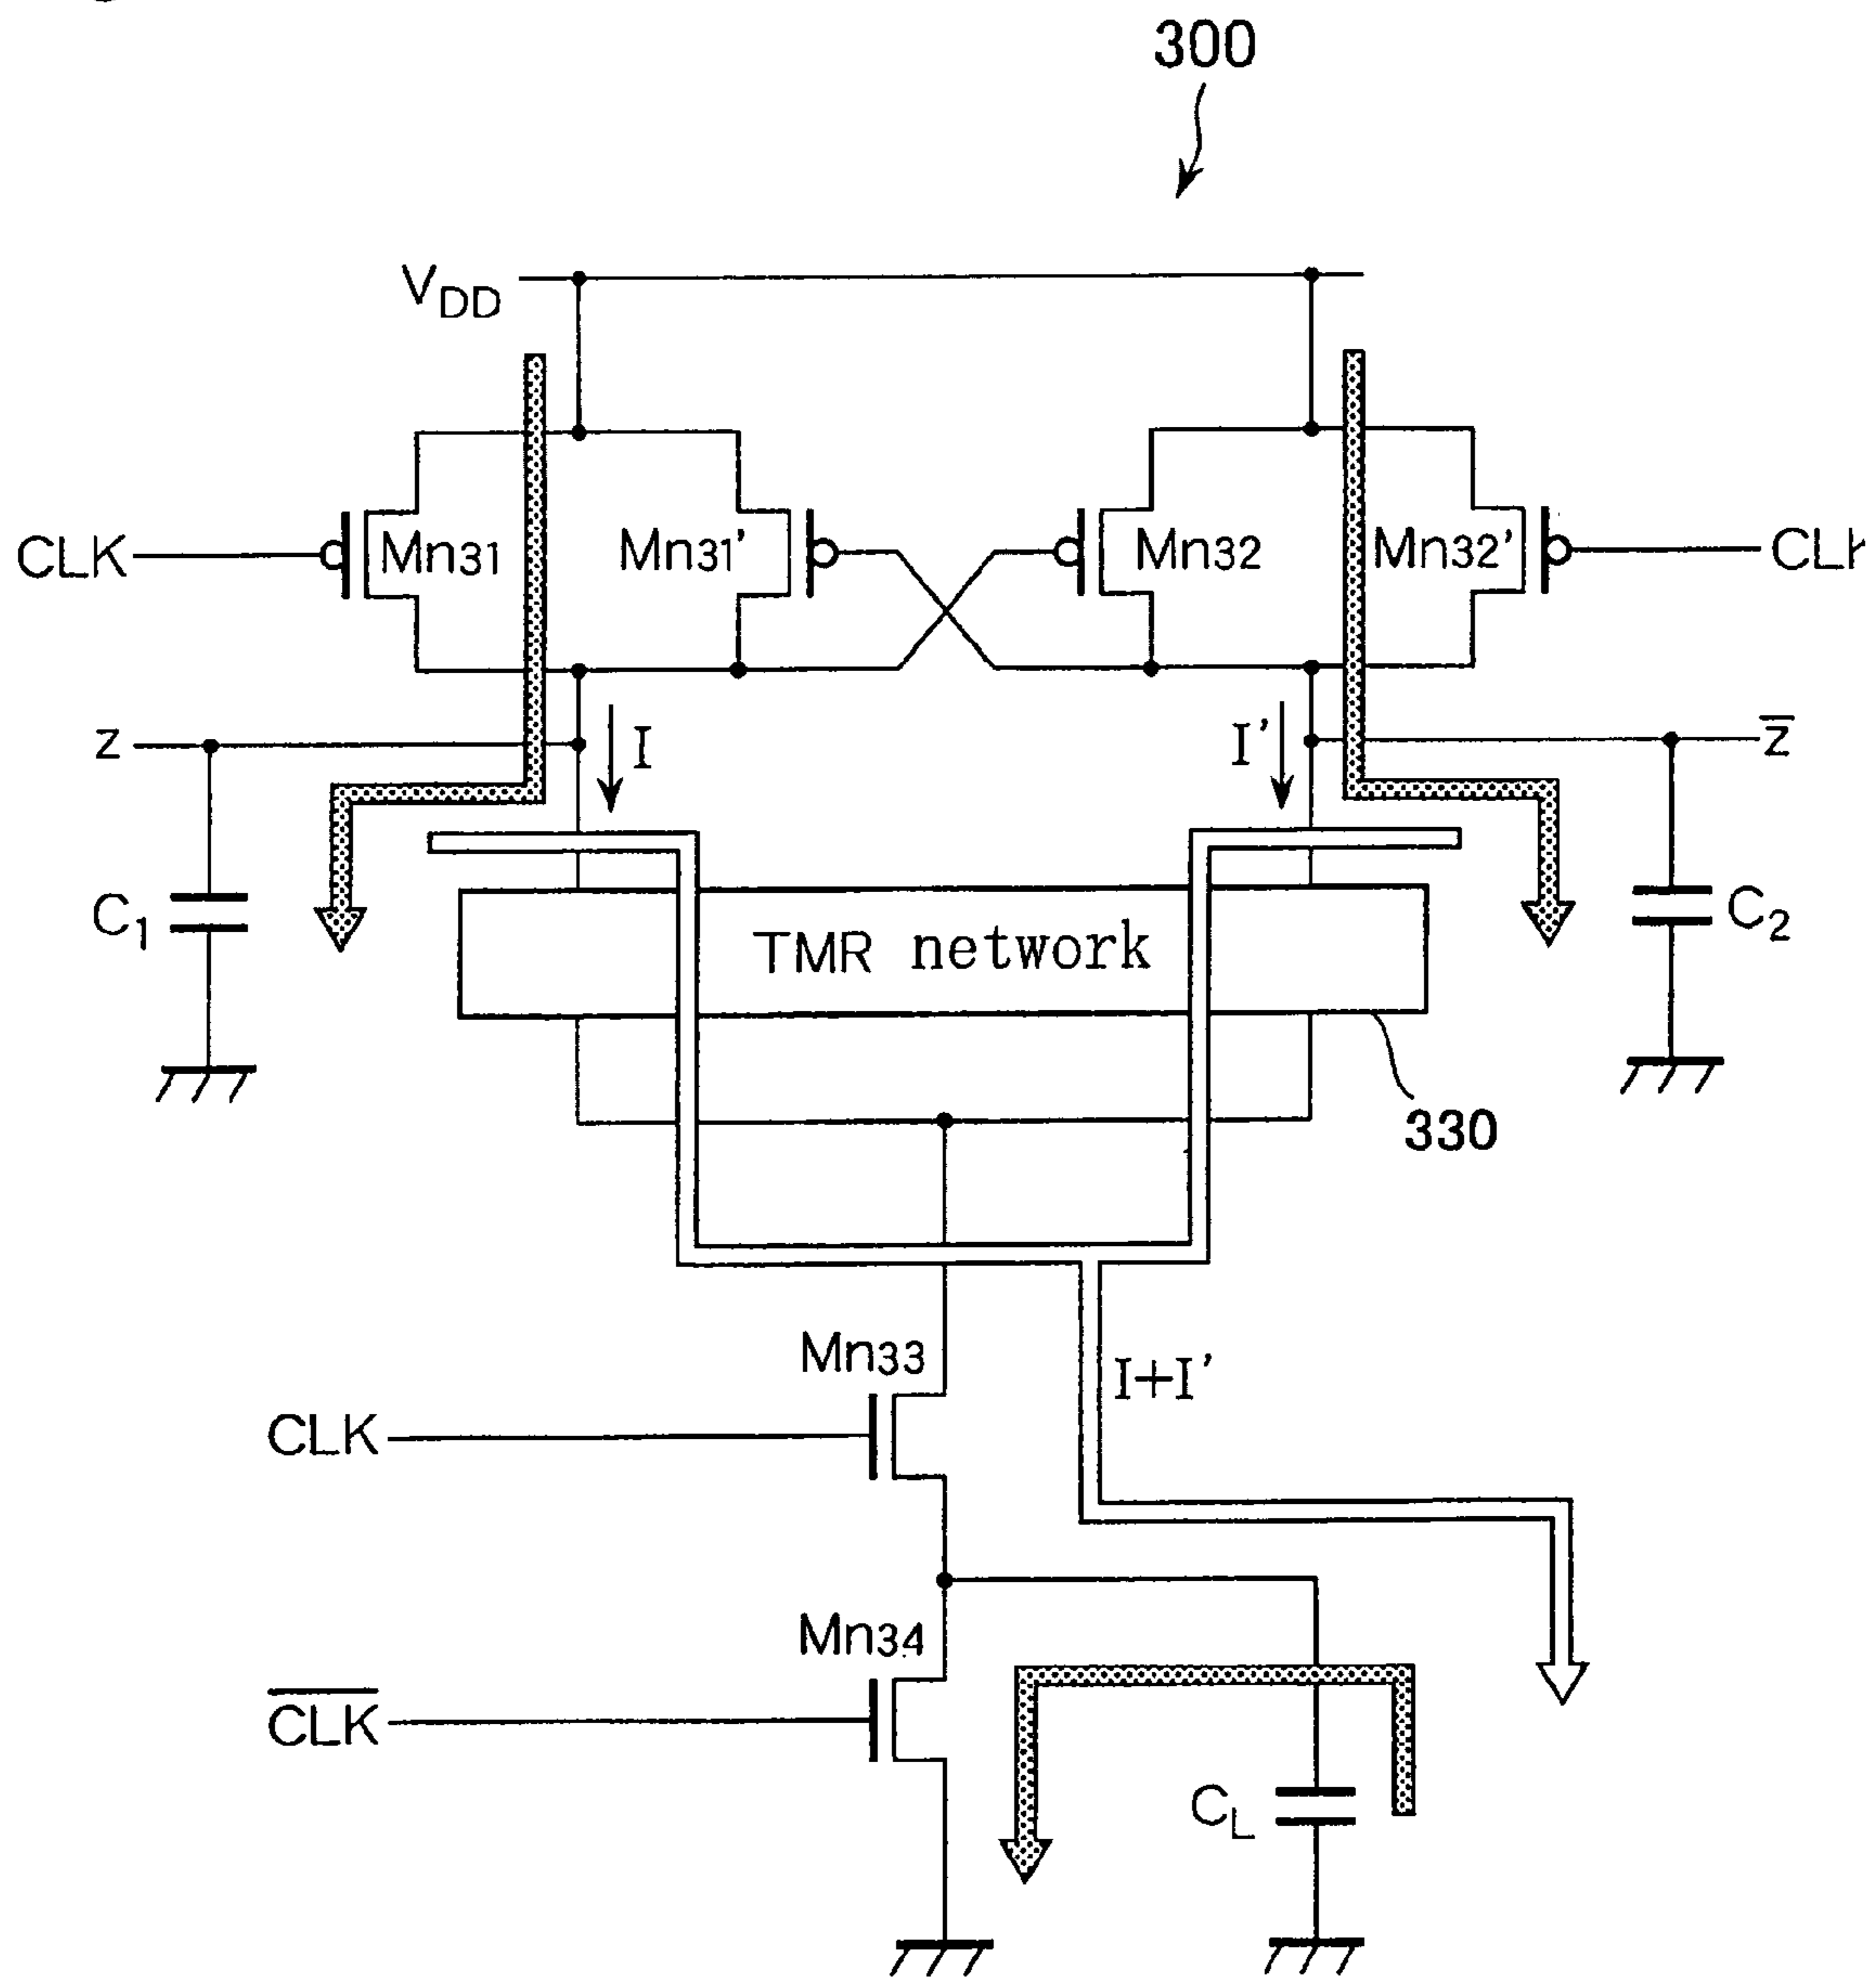 300
VDD
CLK Mn31 Mn31' Mn32 Mn32' CLK
z I I' z̅
C1 TMR network C2
330
Mn33
I+I'
CLK
Mn34
C̅L̅K̅
CL